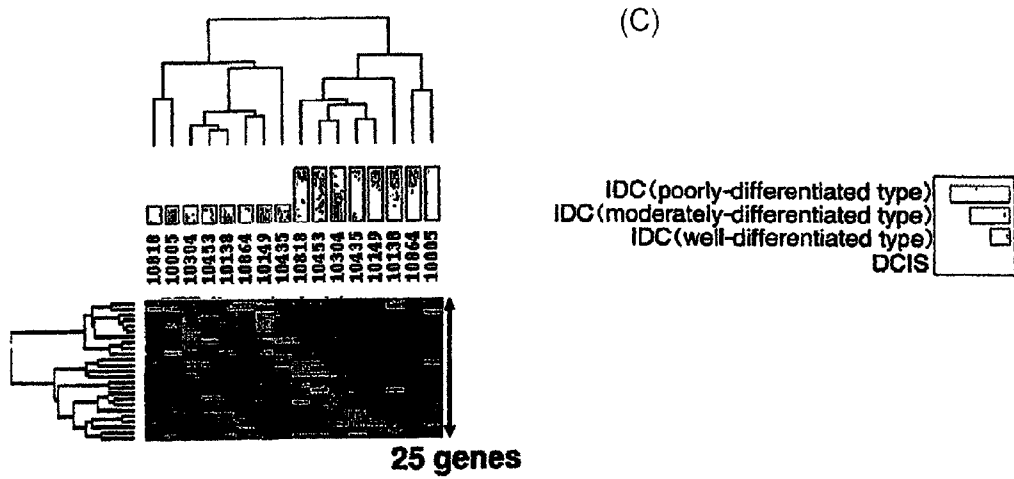 (C)
IDC(poorly-differentiated type)
IDC(moderately-differentiated type)
IDC(well-differentiated type)
DCIS
10818
10005
10304
10453
10138
10864
10149
10435
10818
10453
10304
10435
10149
10138
10864
10005
25 genes